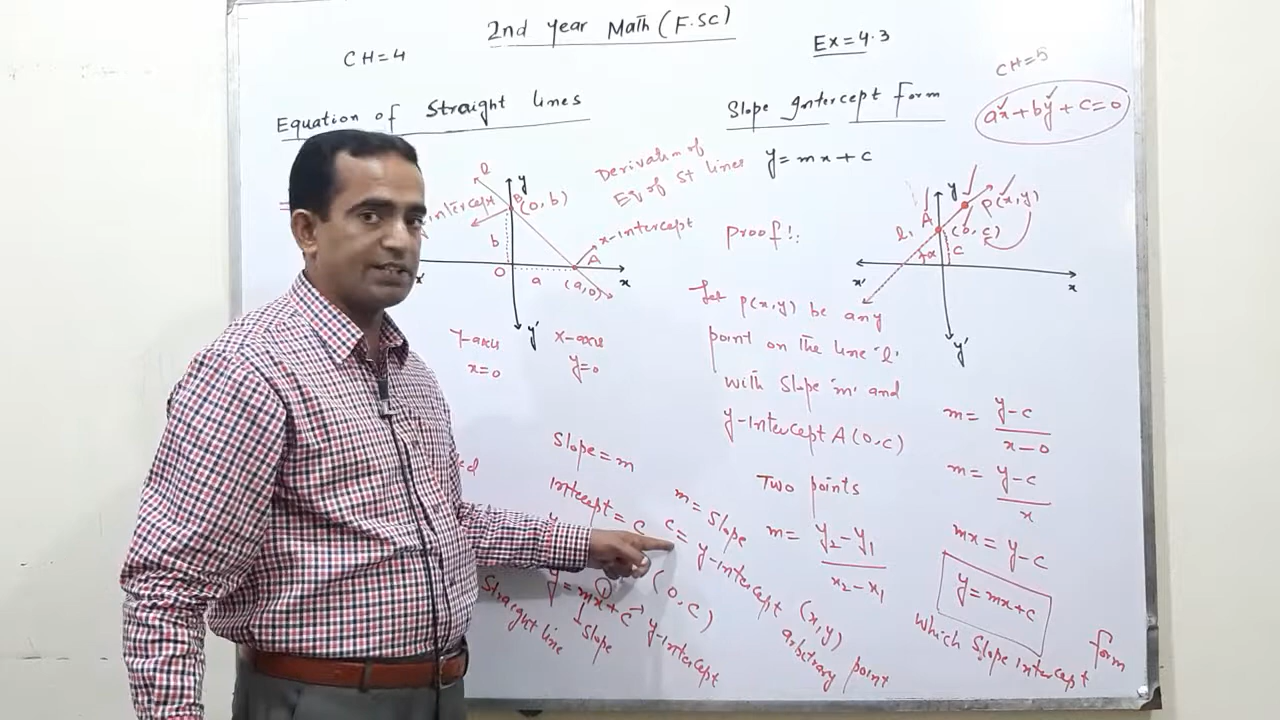 2nd year Math (F.SC)
CH=4
Ex=4.3
CH=5
ax+by+c=0
Equation of Straight lines
Slope Intercept form
y=mx+c
Derivation of
Eq of St lines
l
y
B
(0,b)
intercept
b
x-intercept
A
O
a
(a,0)
x
x
y'
y-axis
x=0
x-axis
y=0
proof!:
y
P(x,y)
A
l,
(0,c)
α
c
x'
x
y'
Let p(x,y) be any
point on the line 'l'
with slope 'm' and
y-intercept A(0,c)
Two points
m= y2-y1
x2-x1
(x,y)
arbitrary point
m= y-c
x-0
m= y-c
x
mx=y-c
y=mx+c
which slope intercept form
Slope=m
intercept=c
m=slope
c=
y-intercept
(0,c)
y=mx+c
slope
y-intercept
Straight line